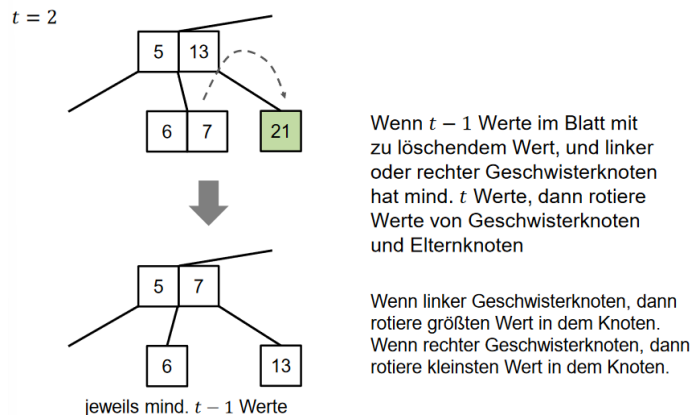 t = 2
5 13
6 7 21
Wenn t − 1 Werte im Blatt mit
zu löschendem Wert, und linker
oder rechter Geschwisterknoten
hat mind. t Werte, dann rotiere
Werte von Geschwisterknoten
und Elternknoten
5 7
6 13
Wenn linker Geschwisterknoten, dann
rotiere größten Wert in dem Knoten.
Wenn rechter Geschwisterknoten, dann
rotiere kleinsten Wert in dem Knoten.
jeweils mind. t − 1 Werte